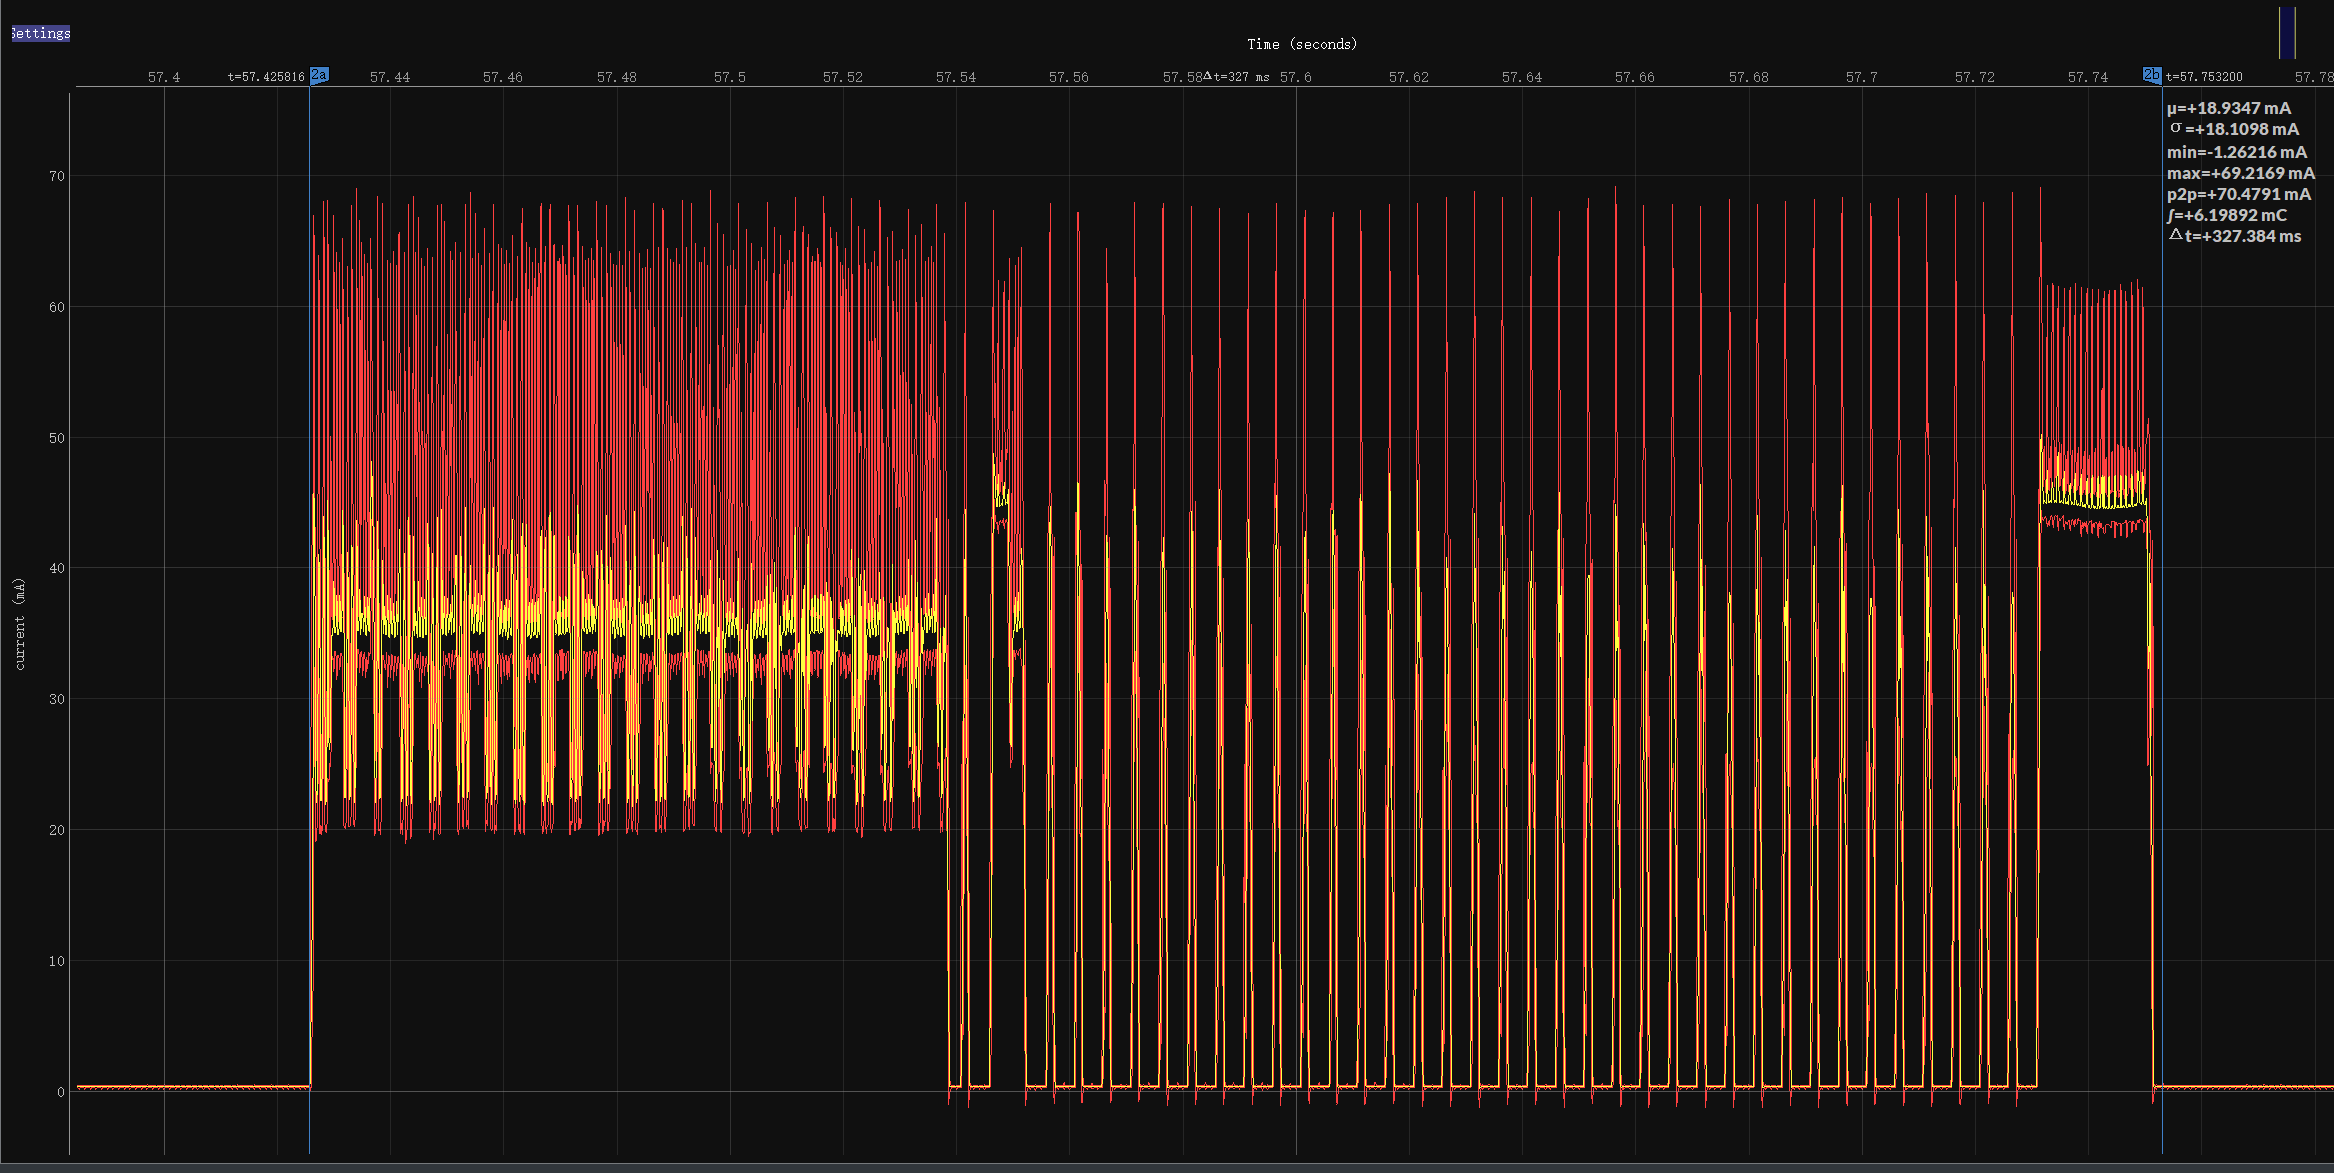 Settings
Time (seconds)
57.4 t=57.425816 2a 57.44 57.46 57.48 57.5 57.52 57.54 57.56 57.58 Δt=327 ms 57.6 57.62 57.64 57.66 57.68 57.7 57.72 57.74 2b t=57.753200 57.78
μ=+18.9347 mA
σ=+18.1098 mA
min=-1.26216 mA
max=+69.2169 mA
p2p=+70.4791 mA
∫=+6.19892 mC
Δt=+327.384 ms
70
60
50
40
30
20
10
0
current (mA)